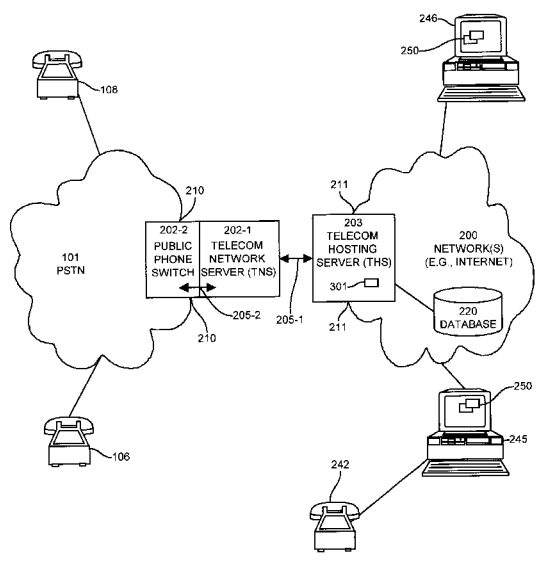 246
250
108
210
211
202-2
PUBLIC
PHONE
SWITCH
202-1
TELECOM
NETWORK
SERVER (TNS)
203
TELECOM
HOSTING
SERVER (THS)
301
200
NETWORK(S)
(E.G., INTERNET)
101
PSTN
220
DATABASE
205-2
205-1
210
211
250
245
106
242